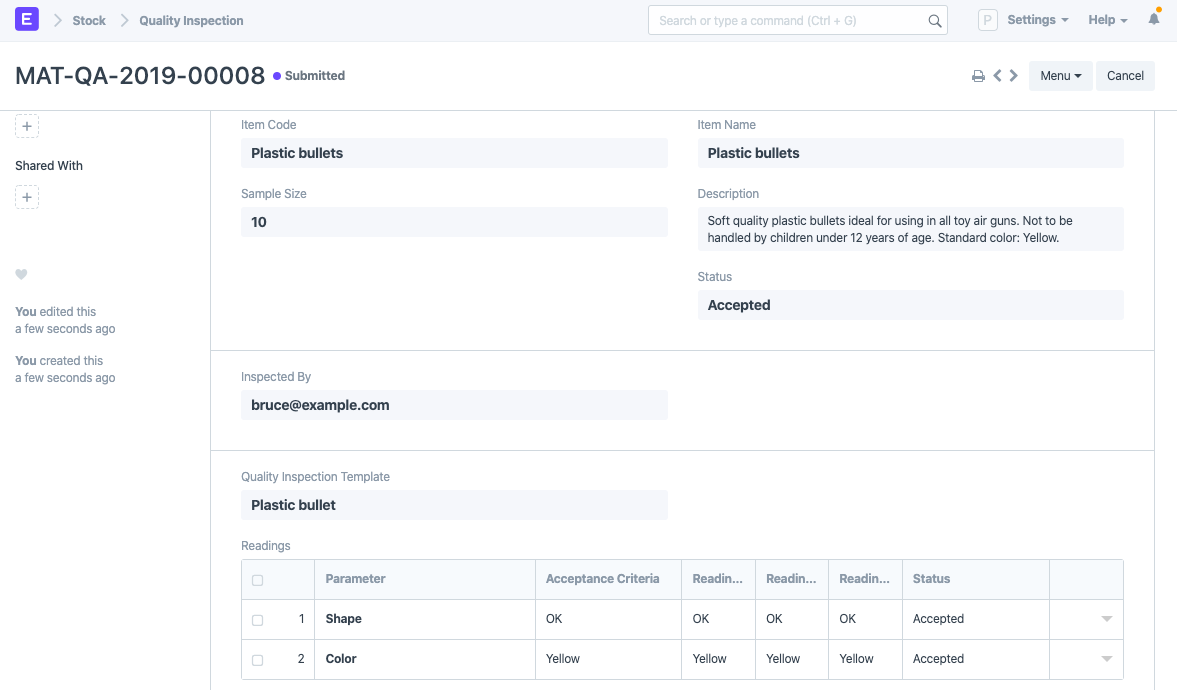 E Stock Quality Inspection Search or type a command (Ctrl + G) P Settings Help
MAT-QA-2019-00008 Submitted Menu Cancel
Shared With
You edited this
a few seconds ago
You created this
a few seconds ago
Item Code Item Name
Plastic bullets Plastic bullets
Sample Size Description
10 Soft quality plastic bullets ideal for using in all toy air guns. Not to be
handled by children under 12 years of age. Standard color: Yellow.
Status
Accepted
Inspected By
bruce@example.com
Quality Inspection Template
Plastic bullet
Readings
Parameter Acceptance Criteria Readin... Readin... Readin... Status
1 Shape OK OK OK OK Accepted
2 Color Yellow Yellow Yellow Yellow Accepted